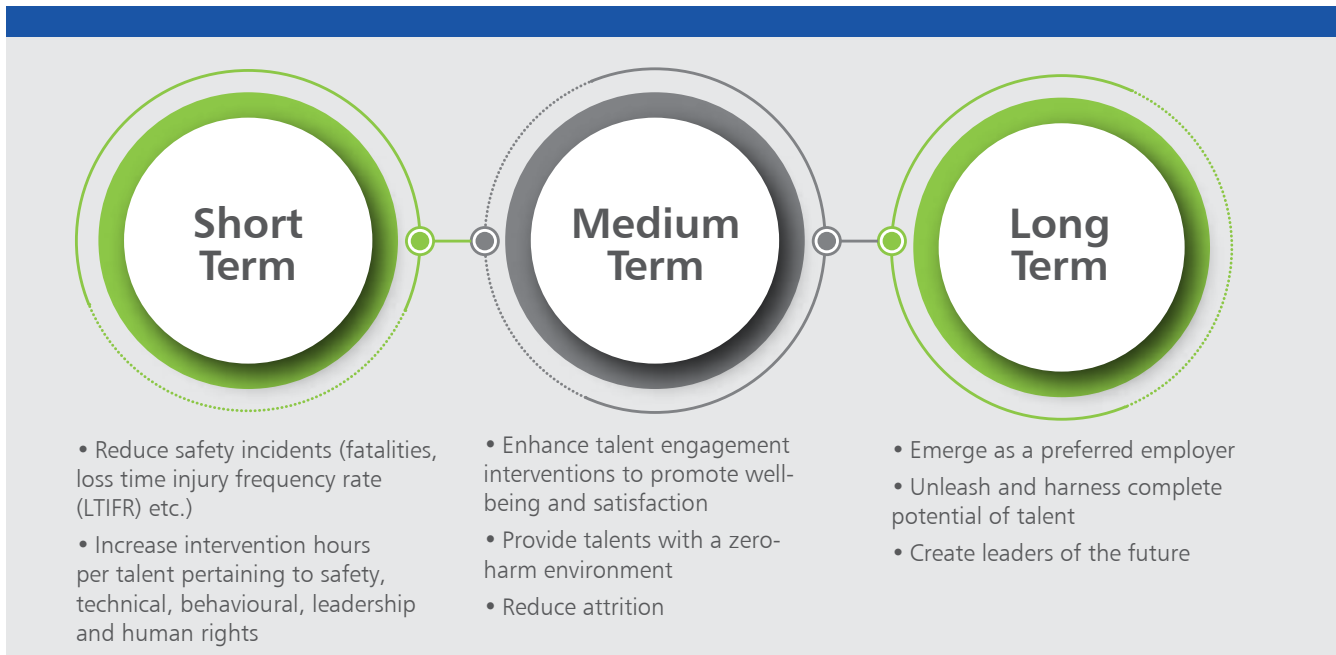 Short
Term
• Reduce safety incidents (fatalities,
loss time injury frequency rate
(LTIFR) etc.)
• Increase intervention hours
per talent pertaining to safety,
technical, behavioural, leadership
and human rights
Medium
Term
• Enhance talent engagement
interventions to promote well-
being and satisfaction
• Provide talents with a zero-
harm environment
• Reduce attrition
Long
Term
• Emerge as a preferred employer
• Unleash and harness complete
potential of talent
• Create leaders of the future